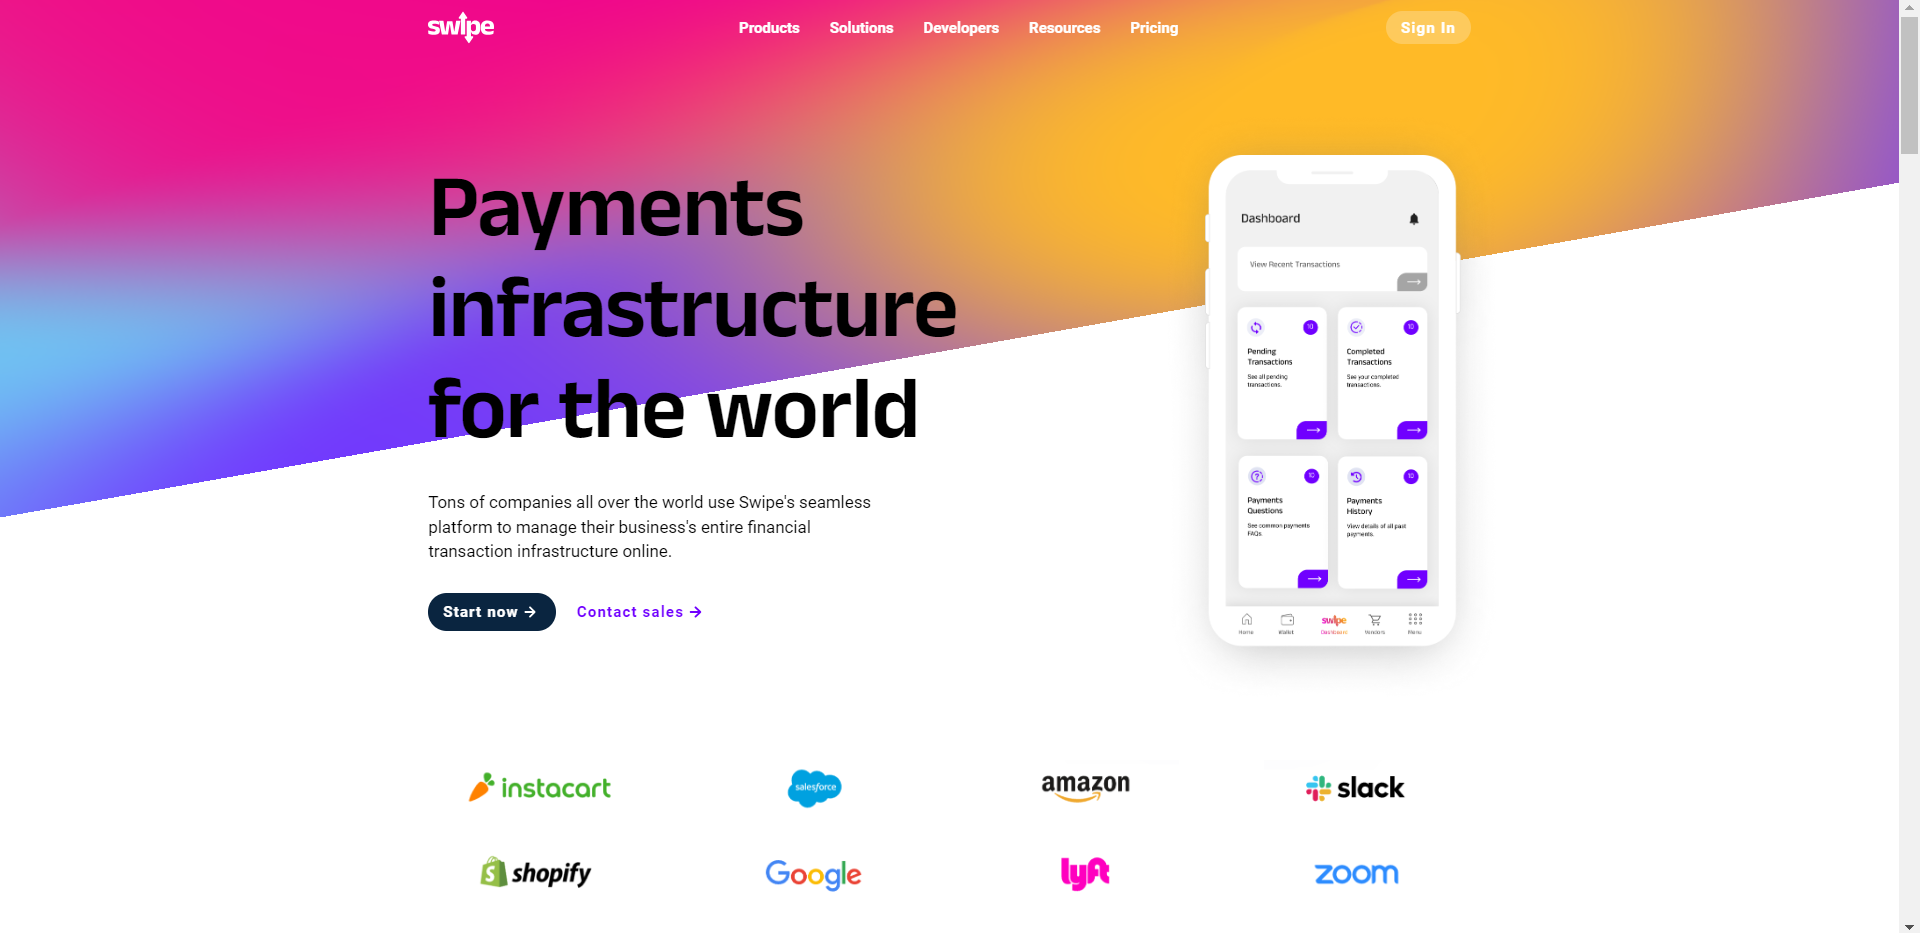 swipe
Products
Solutions
Developers
Resources
Pricing
Sign In
Payments
infrastructure
for the world
Tons of companies all over the world use Swipe's seamless
platform to manage their business's entire financial
transaction infrastructure online.
Start now →
Contact sales →
Dashboard
View Recent Transactions
10
Pending
Transactions
See all pending
transactions.
10
Completed
Transactions
See your completed
transactions.
10
Payments
Questions
See common payments
FAQs
10
Payments
History
View details of all past
payments.
Home
Wallet
swipe
Dashboard
Vendors
Menu
instacart
salesforce
amazon
slack
shopify
Google
lyft
zoom